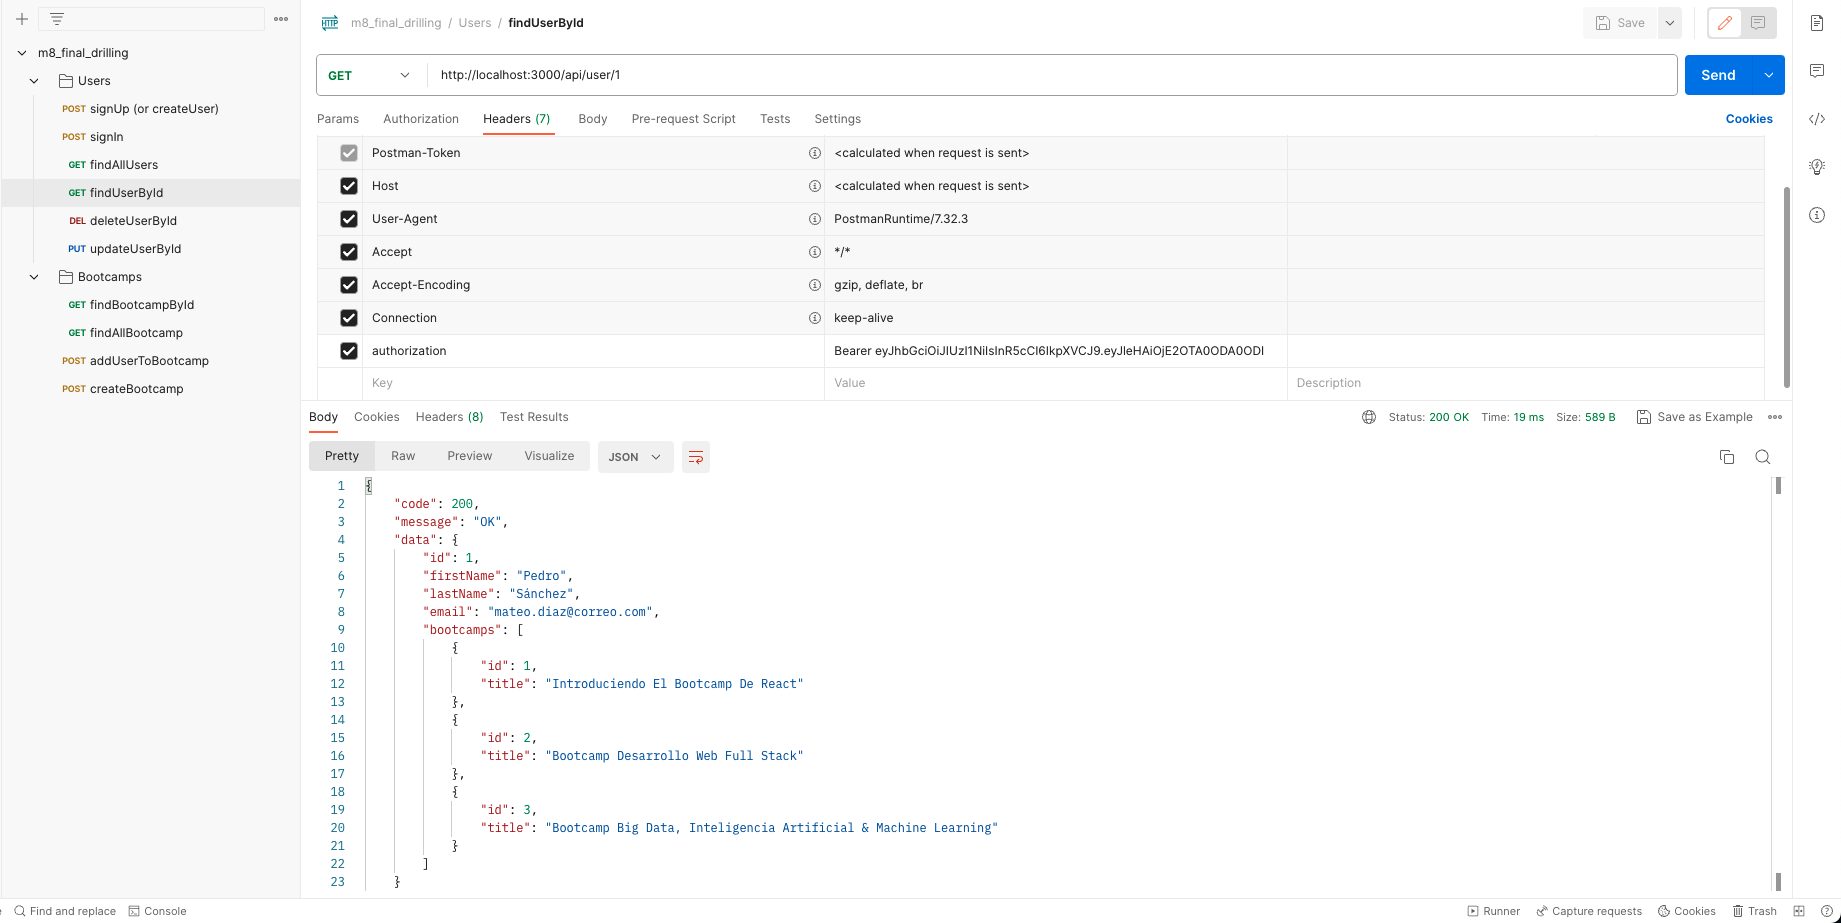 m8_final_drilling
Users
POST signUp (or createUser)
POST signIn
GET findAllUsers
GET findUserById
DEL deleteUserById
PUT updateUserById
Bootcamps
GET findBootcampById
GET findAllBootcamp
POST addUserToBootcamp
POST createBootcamp
HTTP m8_final_drilling / Users / findUserById
Save
GET http://localhost:3000/api/user/1 Send
Params Authorization Headers (7) Body Pre-request Script Tests Settings Cookies
Postman-Token <calculated when request is sent>
Host <calculated when request is sent>
User-Agent PostmanRuntime/7.32.3
Accept */*
Accept-Encoding gzip, deflate, br
Connection keep-alive
authorization Bearer
Key Value Description
Body Cookies Headers (8) Test Results Status: 200 OK Time: 19 ms Size: 589 B Save as Example
Pretty Raw Preview Visualize JSON
1 {
2 "code": 200,
3 "message": "OK",
4 "data": {
5 "id": 1,
6 "firstName": "Pedro",
7 "lastName": "Sánchez",
8 "email": "mateo.diaz@correo.com",
9 "bootcamps": [
10 {
11 "id": 1,
12 "title": "Introduciendo El Bootcamp De React"
13 },
14 {
15 "id": 2,
16 "title": "Bootcamp Desarrollo Web Full Stack"
17 },
18 {
19 "id": 3,
20 "title": "Bootcamp Big Data, Inteligencia Artificial & Machine Learning"
21 }
22 ]
23 }
Find and replace Console Runner Capture requests Cookies Trash